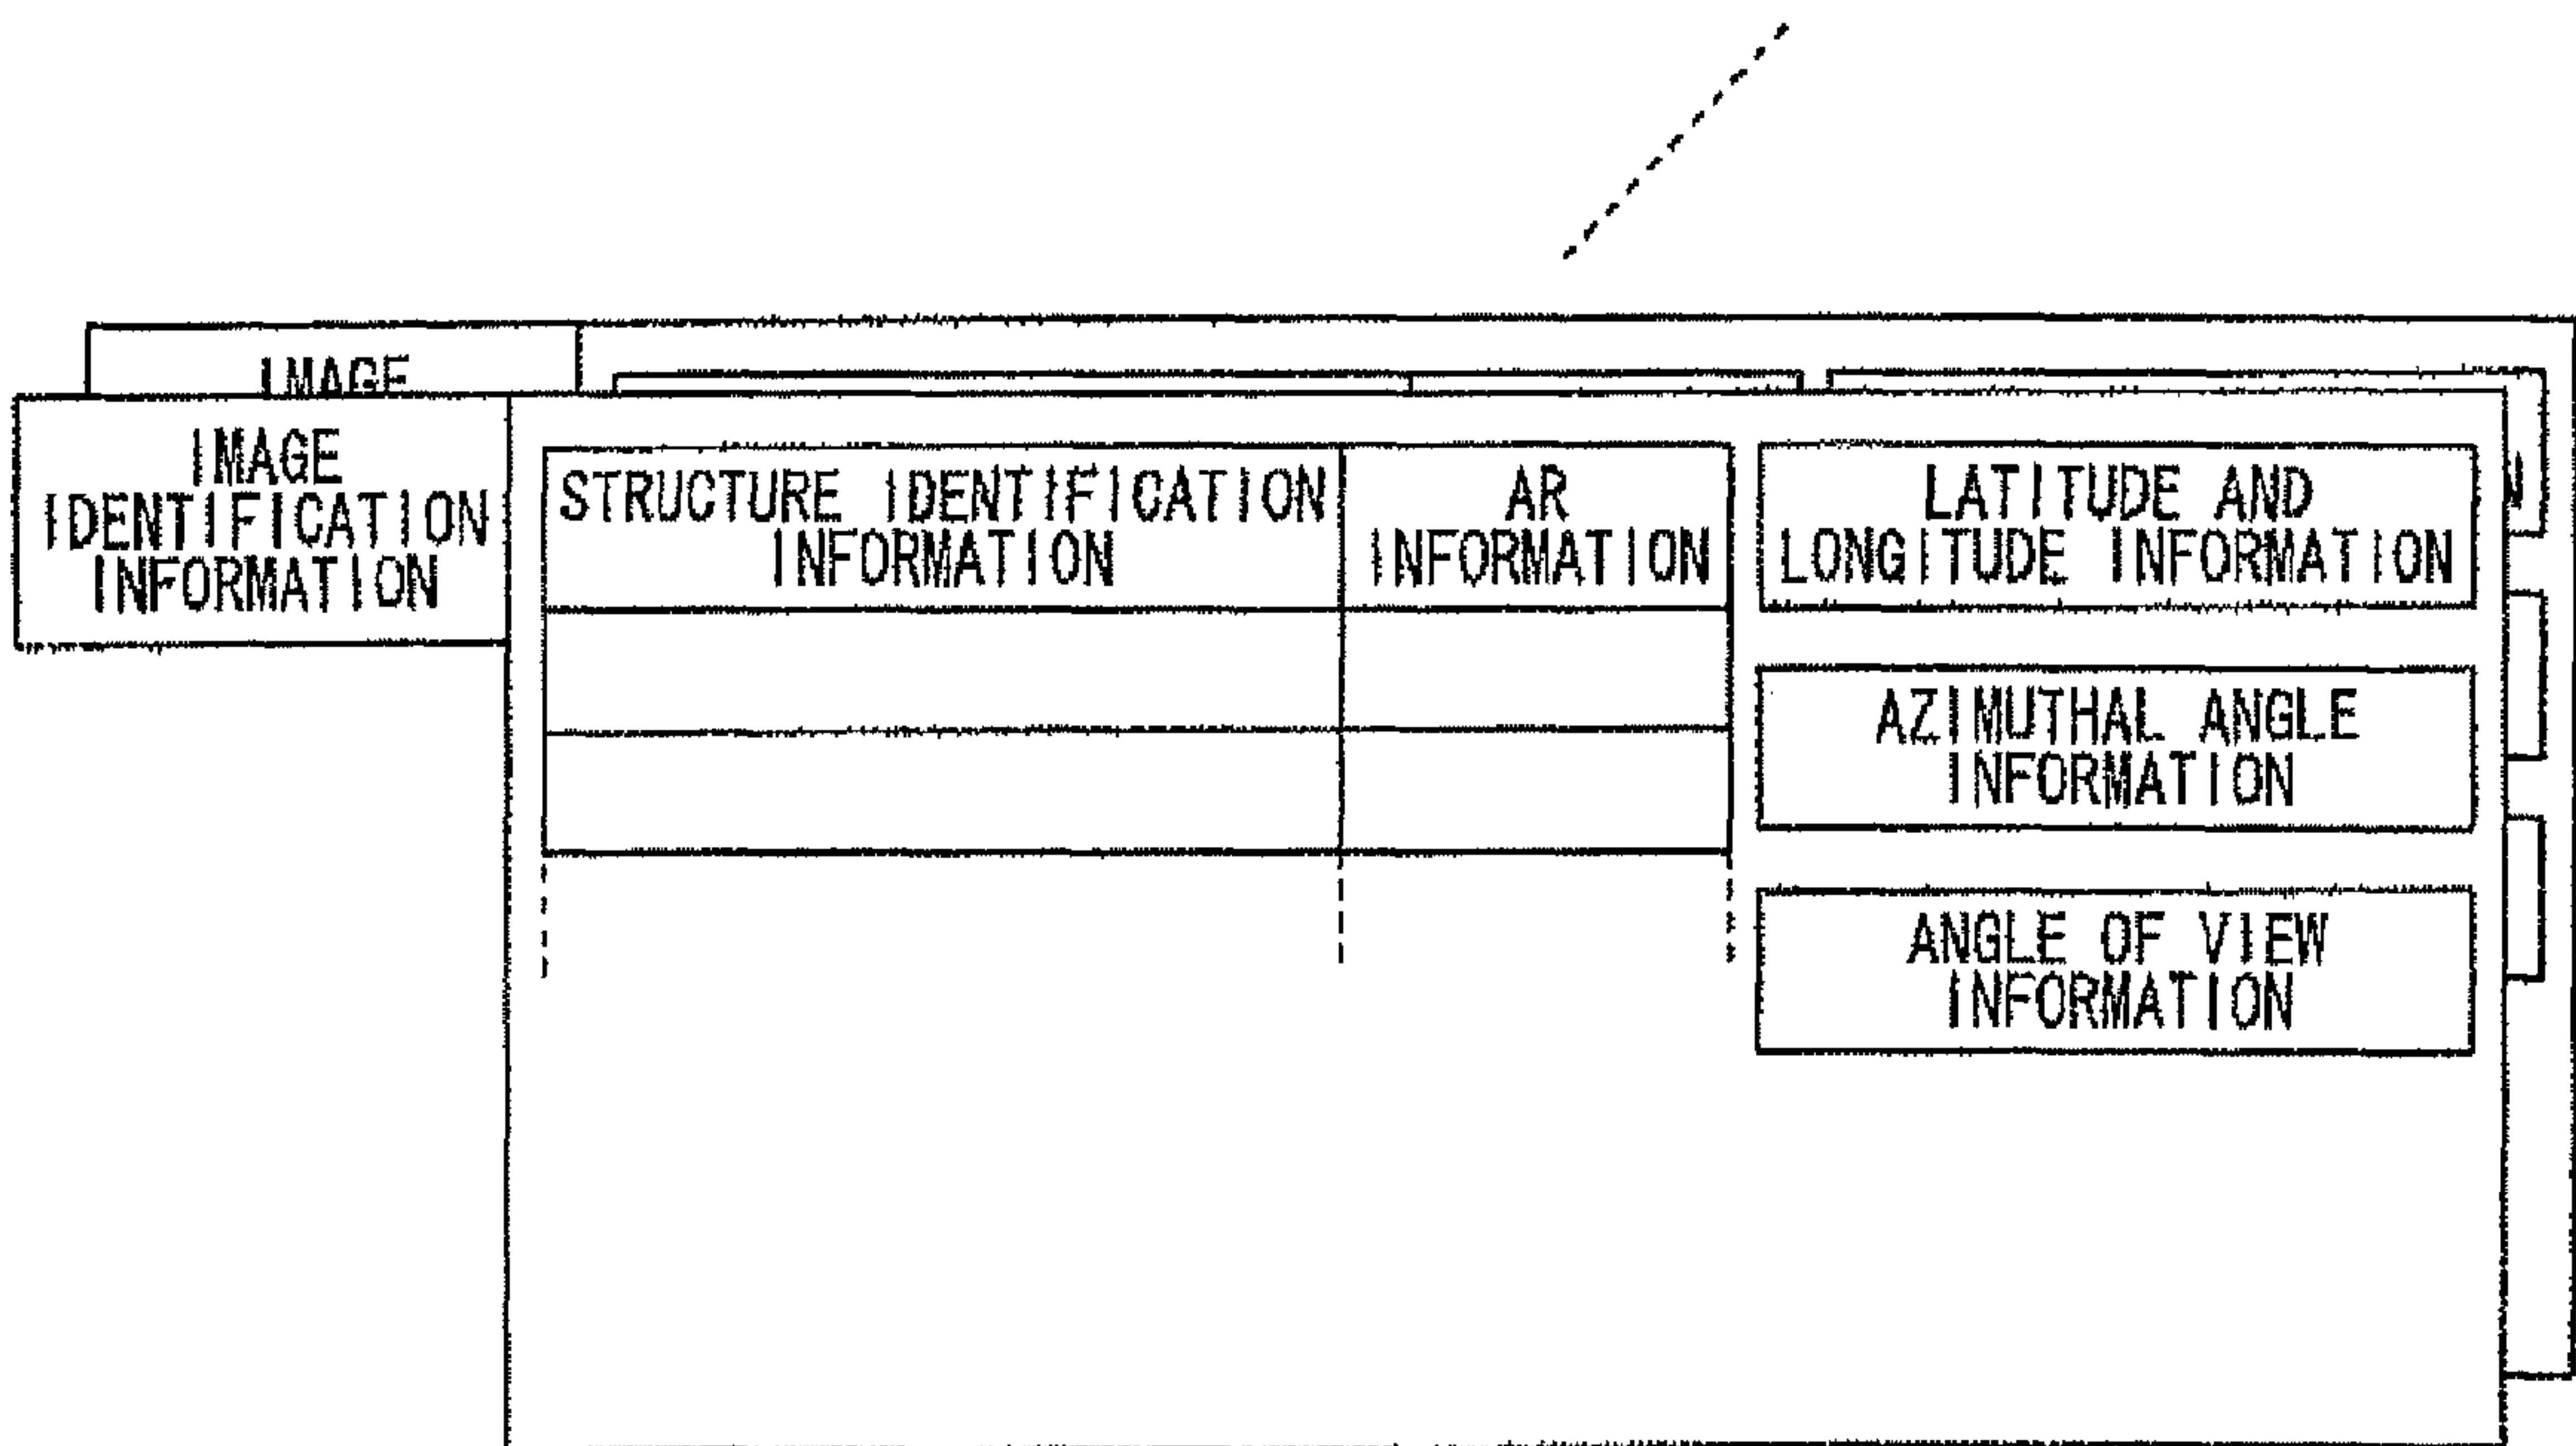 IMAGE
IMAGE
IDENTIFICATION
INFORMATION
STRUCTURE IDENTIFICATION
INFORMATION
AR
INFORMATION
LATITUDE AND
LONGITUDE INFORMATION
N
AZIMUTHAL ANGLE
INFORMATION
ANGLE OF VIEW
INFORMATION